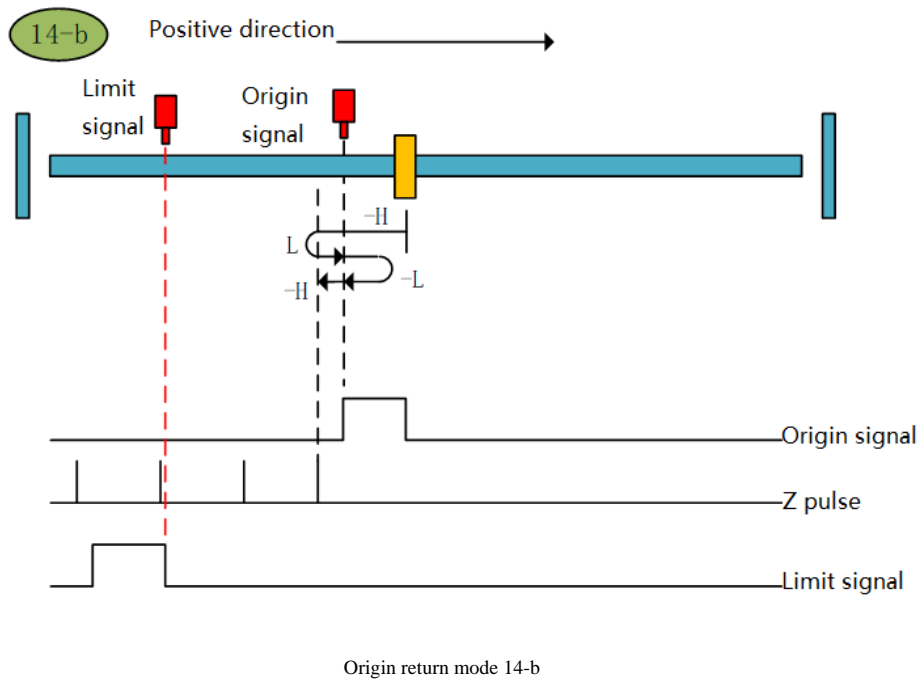 14-b
Positive direction
Limit
signal
Origin
signal
-H
L
-L
-H
Origin signal
Z pulse
Limit signal
Origin return mode 14-b